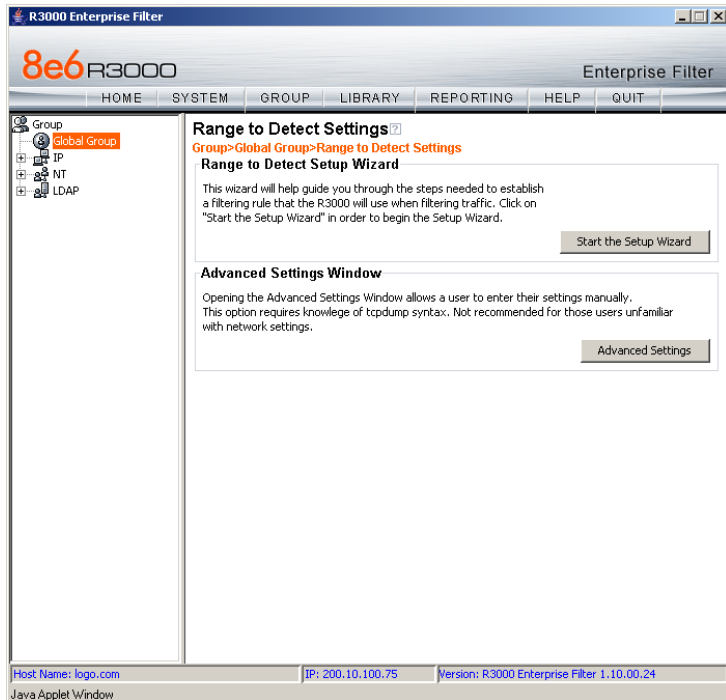 R3000 Enterprise Filter
8e6 R3000
Enterprise Filter
HOME SYSTEM GROUP LIBRARY REPORTING HELP QUIT
Group
Global Group
IP
NT
LDAP
Range to Detect Settings
Group>Global Group>Range to Detect Settings
Range to Detect Setup Wizard
This wizard will help guide you through the steps needed to establish
a filtering rule that the R3000 will use when filtering traffic. Click on
"Start the Setup Wizard" in order to begin the Setup Wizard.
Start the Setup Wizard
Advanced Settings Window
Opening the Advanced Settings Window allows a user to enter their settings manually.
This option requires knowlege of tcpdump syntax. Not recommended for those users unfamiliar
with network settings.
Advanced Settings
Host Name: logo.com
IP: 200.10.100.75
Version: R3000 Enterprise Filter 1.10.00.24
Java Applet Window